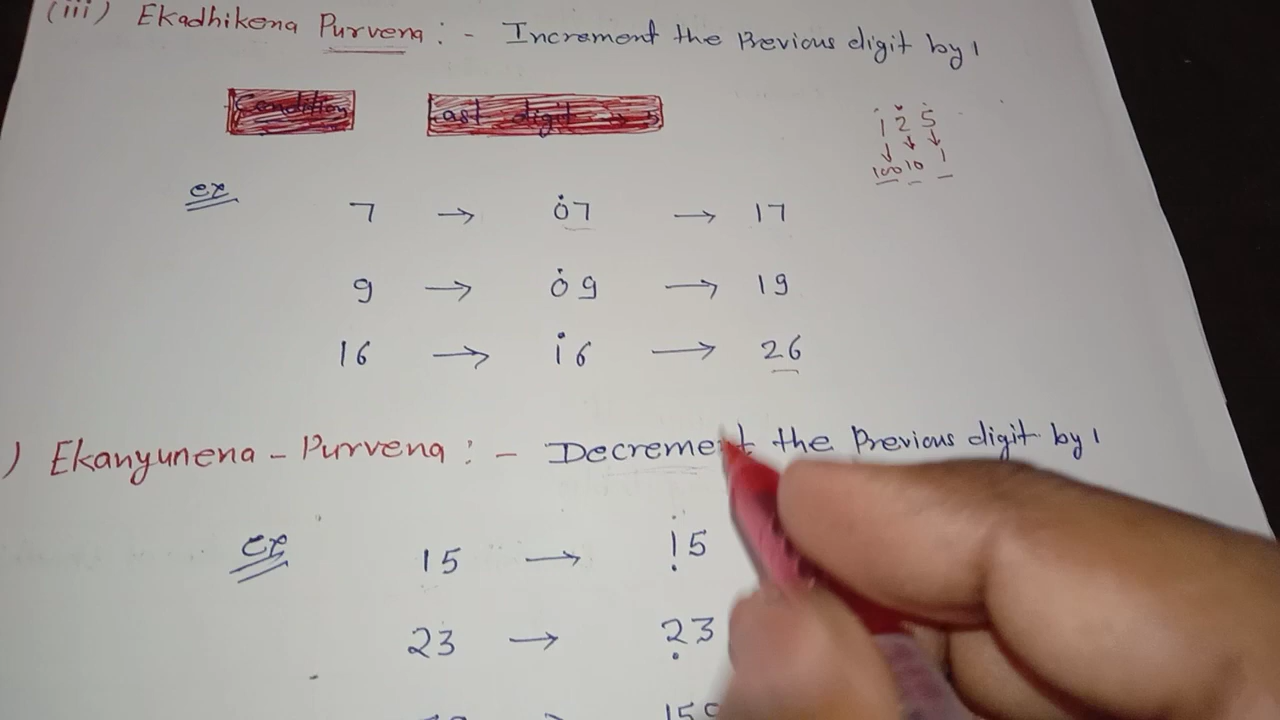 (iii) Ekadhikena Purvena : - Increment the Previous digit by 1
Condition Last digit → 5
1 2 5
↓ ↓ ↓
100 10 1
ex 7 → 07 → 17
9 → 09 → 19
16 → 16 → 26
) Ekanyunena - Purvena : - Decrement the Previous digit by 1
ex 15 → 15
23 → 23